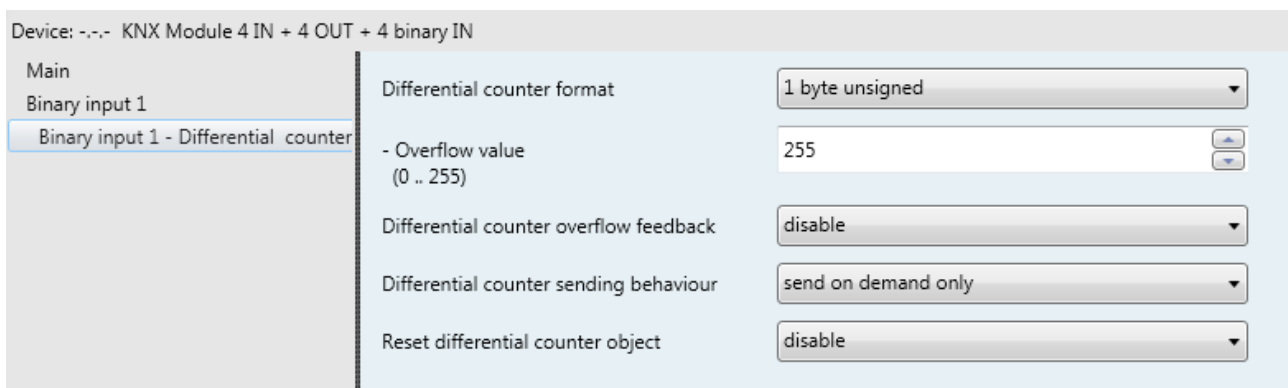 Device: -.-.- KNX Module 4 IN + 4 OUT + 4 binary IN
Main
Binary input 1
Binary input 1 - Differential counter
Differential counter format
1 byte unsigned
- Overflow value
(0 .. 255)
255
Differential counter overflow feedback
disable
Differential counter sending behaviour
send on demand only
Reset differential counter object
disable